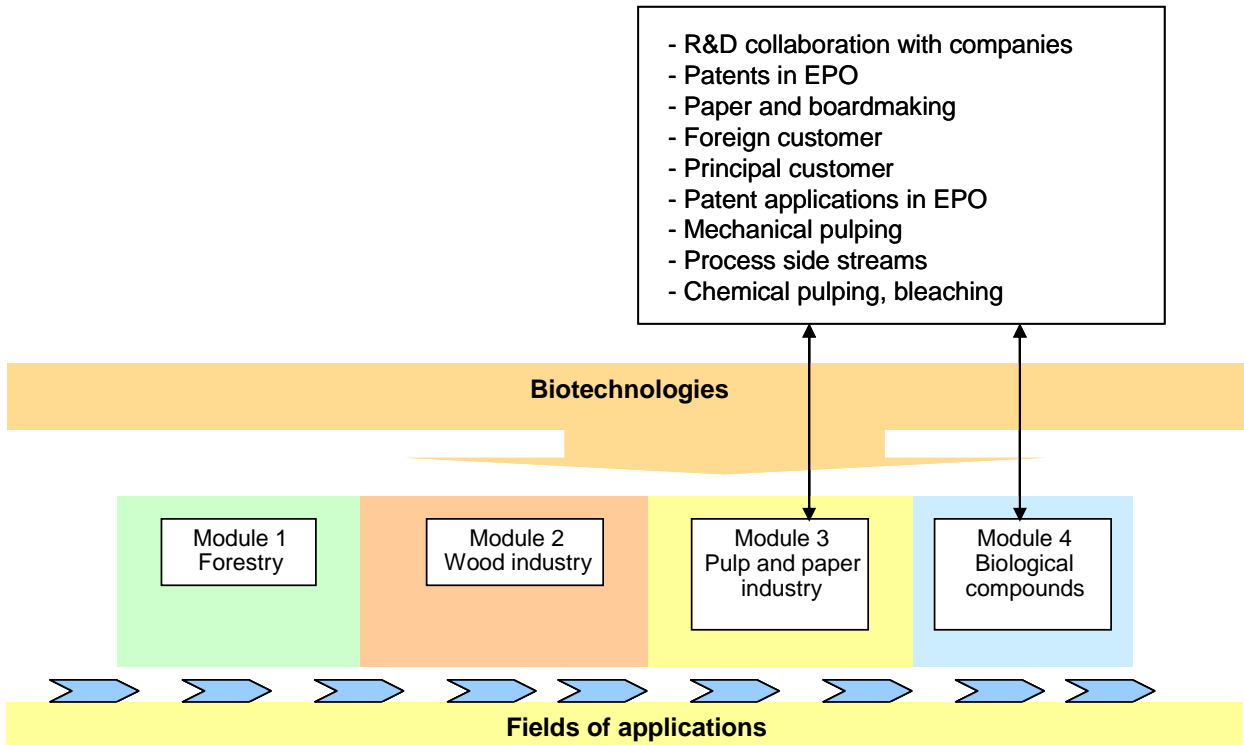 - R&D collaboration with companies
- Patents in EPO
- Paper and boardmaking
- Foreign customer
- Principal customer
- Patent applications in EPO
- Mechanical pulping
- Process side streams
- Chemical pulping, bleaching
Biotechnologies
Module 1
Forestry
Module 2
Wood industry
Module 3
Pulp and paper
industry
Module 4
Biological
compounds
Fields of applications